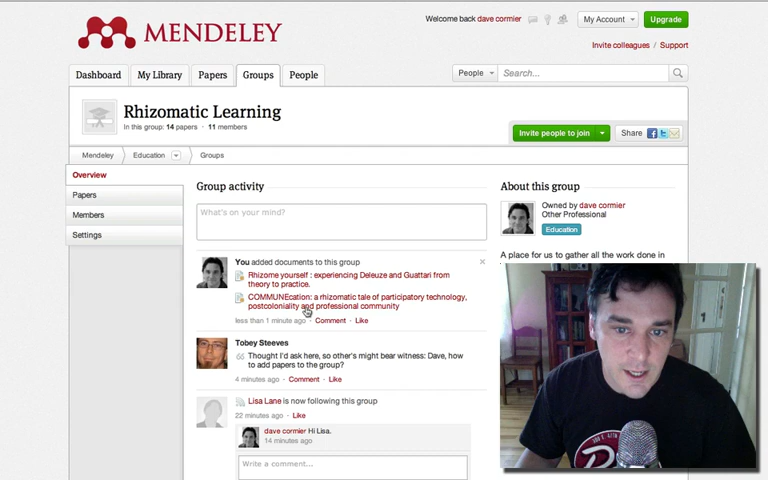 Welcome back dave cormier
My Account
Upgrade
MENDELEY
Invite colleagues / Support
Dashboard
My Library
Papers
Groups
People
People
Search...
Rhizomatic Learning
In this group: 14 papers · 11 members
Invite people to join
Share
Mendeley
Education
Groups
Overview
Papers
Members
Settings
Group activity
What's on your mind?
You added documents to this group
Rhizome yourself : experiencing Deleuze and Guattari from
theory to practice.
COMMUNEcation: a rhizomatic tale of participatory technology,
postcoloniality and professional community
less than 1 minute ago · Comment · Like
Tobey Steeves
Thought I'd ask here, so other's might bear witness: Dave, how
to add papers to the group?
4 minutes ago · Comment · Like
Lisa Lane is now following this group
22 minutes ago · Like
dave cormier Hi Lisa.
14 minutes ago
Write a comment...
About this group
Owned by dave cormier
Other Professional
Education
A place for us to gather all the work done in